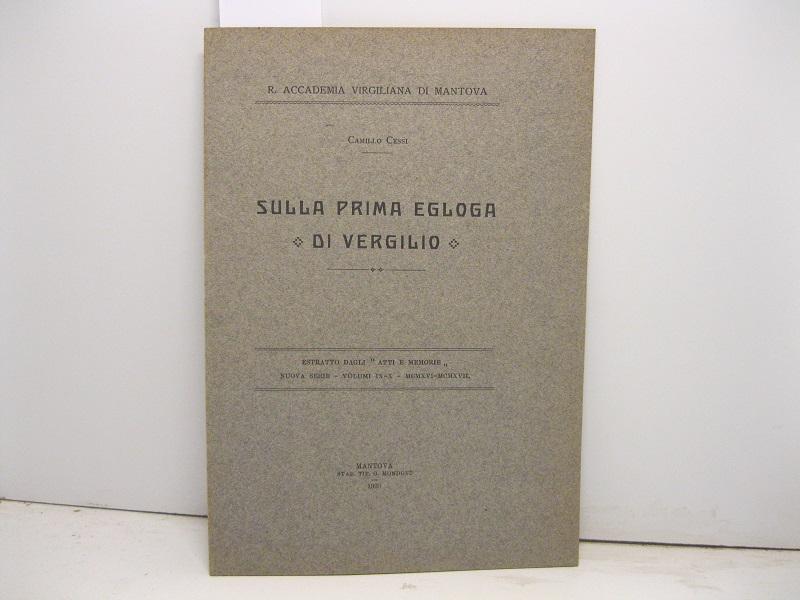 R. ACCADEMIA VIRGILIANA DI MANTOVA
CAMILLO CESSI
SULLA PRIMA EGLOGA
DI VERGILIO
ESTRATTO DAGLI " ATTI E MEMORIE „
NUOVA SERIE - VOLUMI IX-X - MCMXVI-MCMXVII.
MANTOVA
STAB. TIP. G. MONDOVI